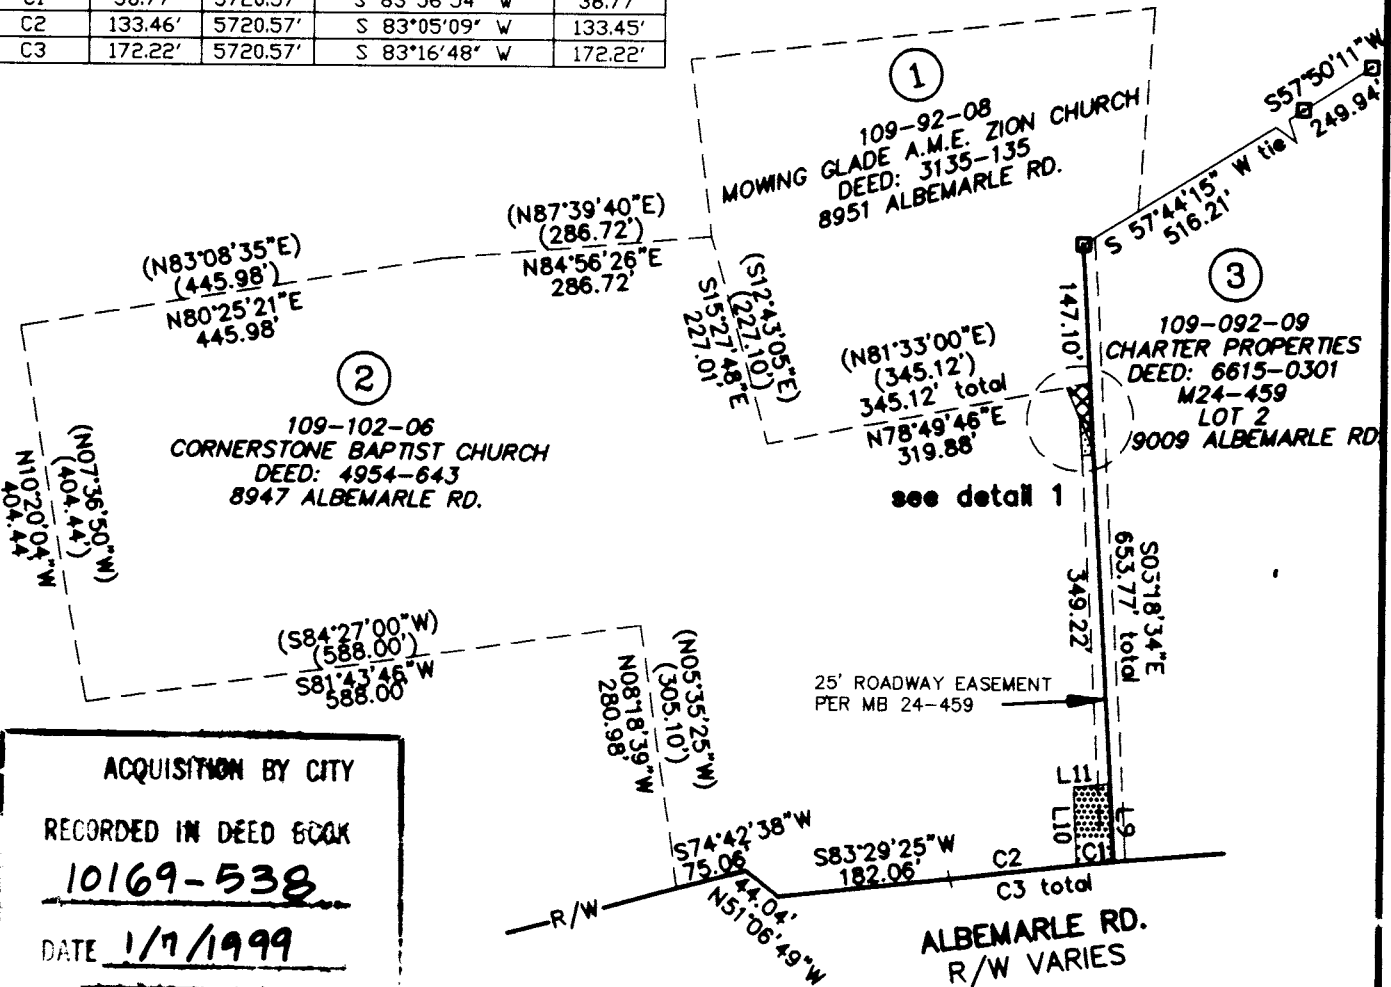 C1 38.77' 5720.57' S 83°56'54" W 38.77'
C2 133.46' 5720.57' S 83°05'09" W 133.45'
C3 172.22' 5720.57' S 83°16'48" W 172.22'
1
109-92-08
MOWING GLADE A.M.E. ZION CHURCH
DEED: 3135-135
8951 ALBEMARLE RD.
S57°50'11"W
249.94'
S 57°44'15" W tie
516.21'
(N87°39'40"E)
(286.72')
N84°56'26"E
286.72'
(N83°08'35"E)
(445.98')
N80°25'21"E
445.98'
(S12°43'05"E)
(227.10')
S15°27'48"E
227.01'
147.10'
3
109-092-09
CHARTER PROPERTIES
DEED: 6615-0301
M24-459
LOT 2
9009 ALBEMARLE RD.
(N81°33'00"E)
(345.12')
345.12' total
N78°49'46"E
319.88'
see detail 1
2
109-102-06
CORNERSTONE BAPTIST CHURCH
DEED: 4954-643
8947 ALBEMARLE RD.
(N07°36'50"W)
(404.44')
N10°20'04"W
404.44'
S03°18'34"E
653.77' total
349.22'
(S84°27'00"W)
(588.00')
S81°43'46"W
588.00'
(N05°35'25"W)
(305.10')
N08°18'39"W
280.98'
25' ROADWAY EASEMENT
PER MB 24-459
L11
L10
L9
C1
S74°42'38"W
75.06'
44.04'
N51°06'49"W
S83°29'25"W
182.06'
C2
C3 total
R/W
ALBEMARLE RD.
R/W VARIES
ACQUISITION BY CITY
RECORDED IN DEED BOOK
10169-538
DATE 1/7/1999